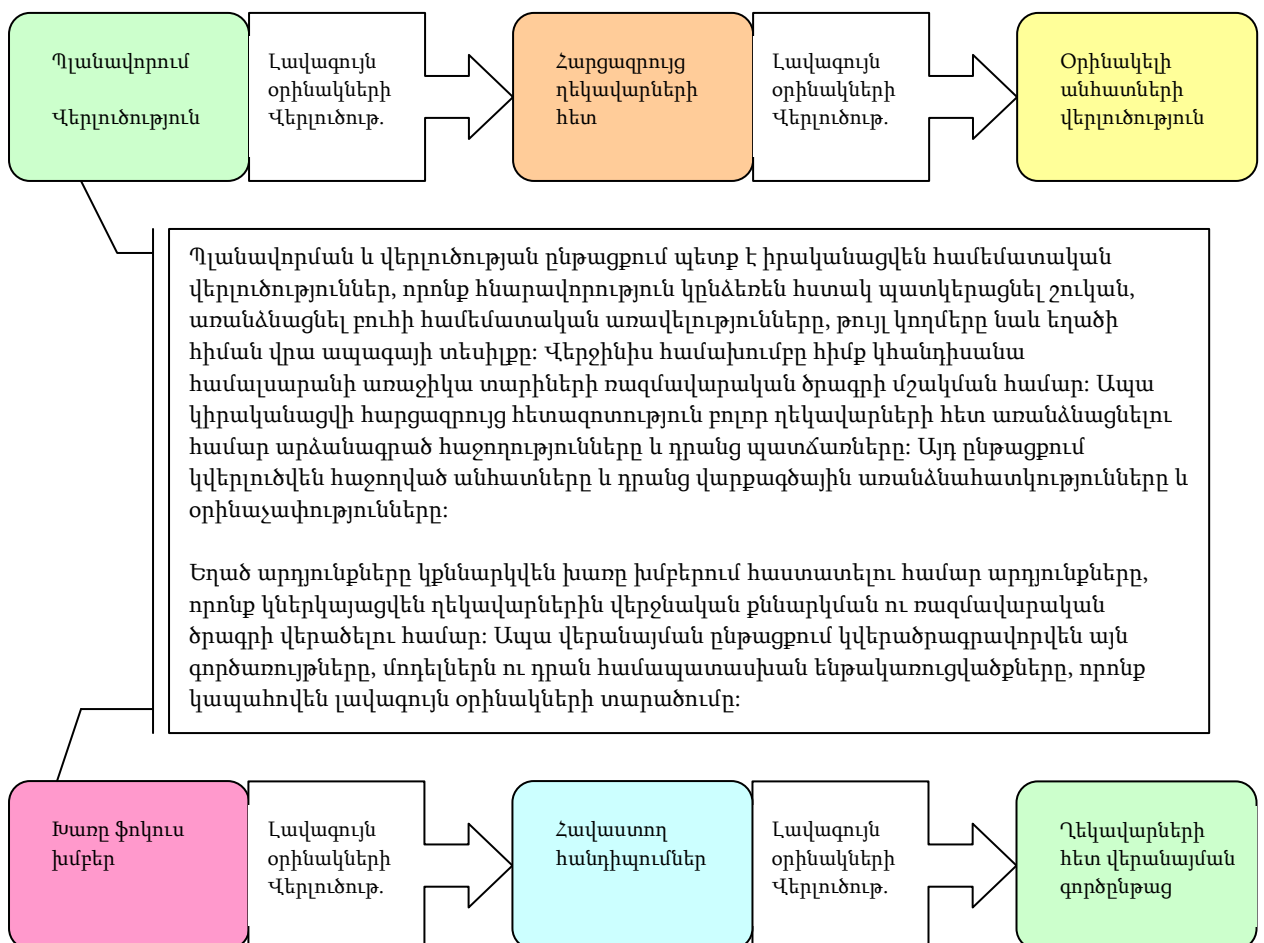 Պլանավորում
Վերլուծություն
Լավագույն
օրինակների
Վերլուծութ.
Հարցազրույց
ղեկավարների
հետ
Լավագույն
օրինակների
Վերլուծութ.
Օրինակելի
անհատների
վերլուծություն
Պլանավորման և վերլուծության ընթացքում պետք է իրականացվեն համեմատական
վերլուծություններ, որոնք հնարավորություն կընձեռեն հստակ պատկերացնել շուկան,
առանձնացնել բուհի համեմատական առավելությունները, թույլ կողմերը նաև եղածի
հիման վրա ապագայի տեսիլքը։ Վերջինիս համախումբը հիմք կհանդիսանա
համալսարանի առաջիկա տարիների ռազմավարական ծրագրի մշակման համար։ Ապա
կիրականացվի հարցազրույց հետազոտություն բոլոր ղեկավարների հետ առանձնացնելու
համար արձանագրած հաջողությունները և դրանց պատճառները։ Այդ ընթացքում
կվերլուծվեն հաջողված անհատները և դրանց վարքագծային առանձնահատկությունները և
օրինաչափությունները։
Եղած արդյունքները կքննարկվեն խառը խմբերում հաստատելու համար արդյունքները,
որոնք կներկայացվեն ղեկավարներին վերջնական քննարկման ու ռազմավարական
ծրագրի վերածելու համար։ Ապա վերանայման ընթացքում կվերածրագրավորվեն այն
գործառույթները, մոդելներն ու դրան համապատասխան ենթակառուցվածքները, որոնք
կապահովեն լավագույն օրինակների տարածումը։
Խառը ֆոկուս
խմբեր
Լավագույն
օրինակների
Վերլուծութ.
Հավաստող
հանդիպումներ
Լավագույն
օրինակների
Վերլուծութ.
Ղեկավարների
հետ վերանայման
գործընթաց